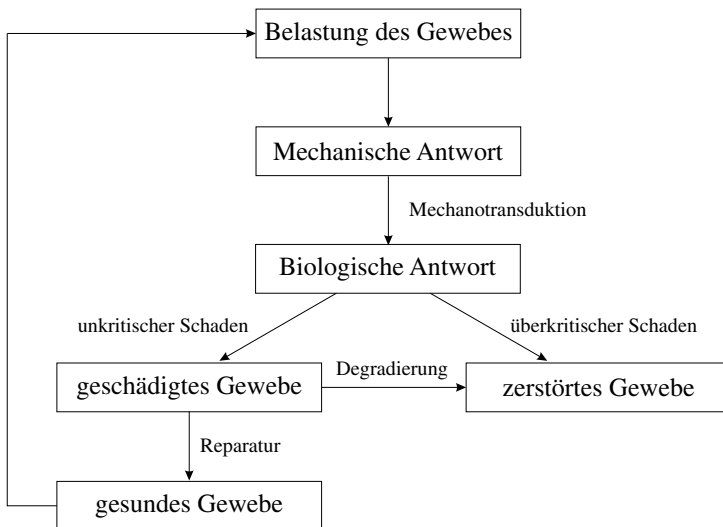 Belastung des Gewebes
Mechanische Antwort
Mechanotransduktion
Biologische Antwort
unkritischer Schaden
überkritischer Schaden
geschädigtes Gewebe
Degradierung
zerstörtes Gewebe
Reparatur
gesundes Gewebe